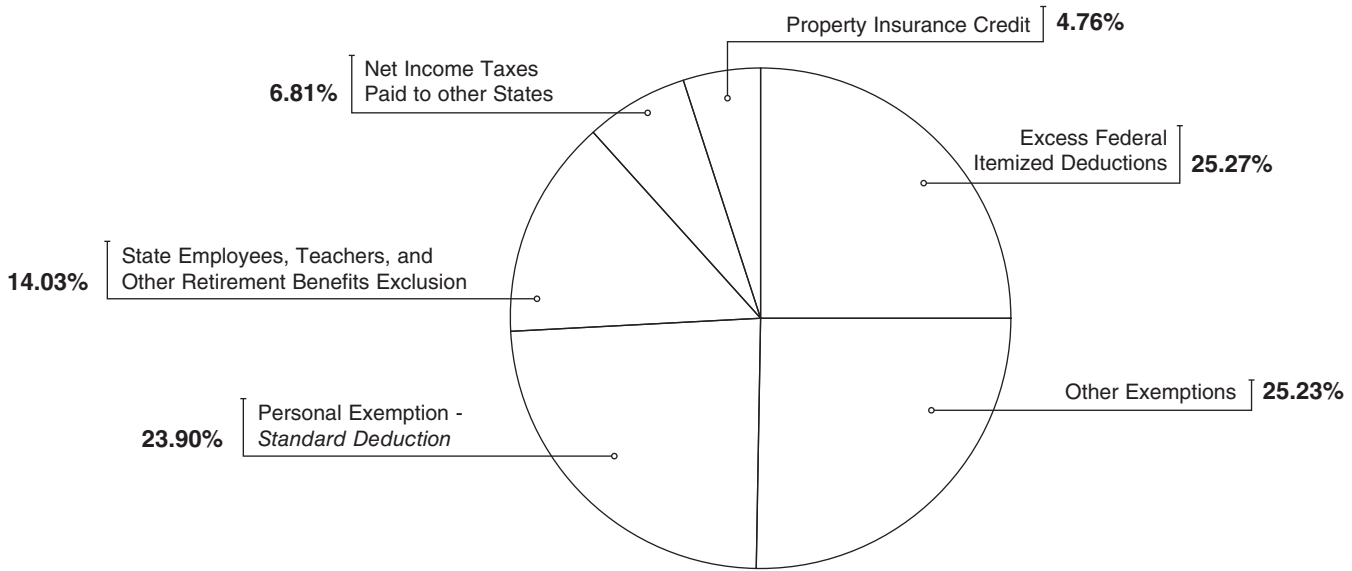 Property Insurance Credit
4.76%
Net Income Taxes
Paid to other States
6.81%
Excess Federal
Itemized Deductions
25.27%
State Employees, Teachers, and
Other Retirement Benefits Exclusion
14.03%
Other Exemptions
25.23%
Personal Exemption -
Standard Deduction
23.90%